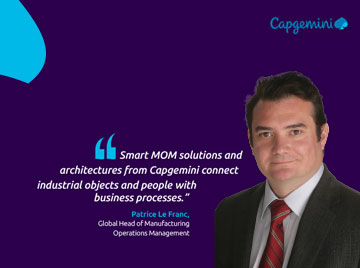 Capgemini
“Smart MOM solutions and
architectures from Capgemini connect
industrial objects and people with
business processes.”
Patrice Le Franc,
Global Head of Manufacturing
Operations Management